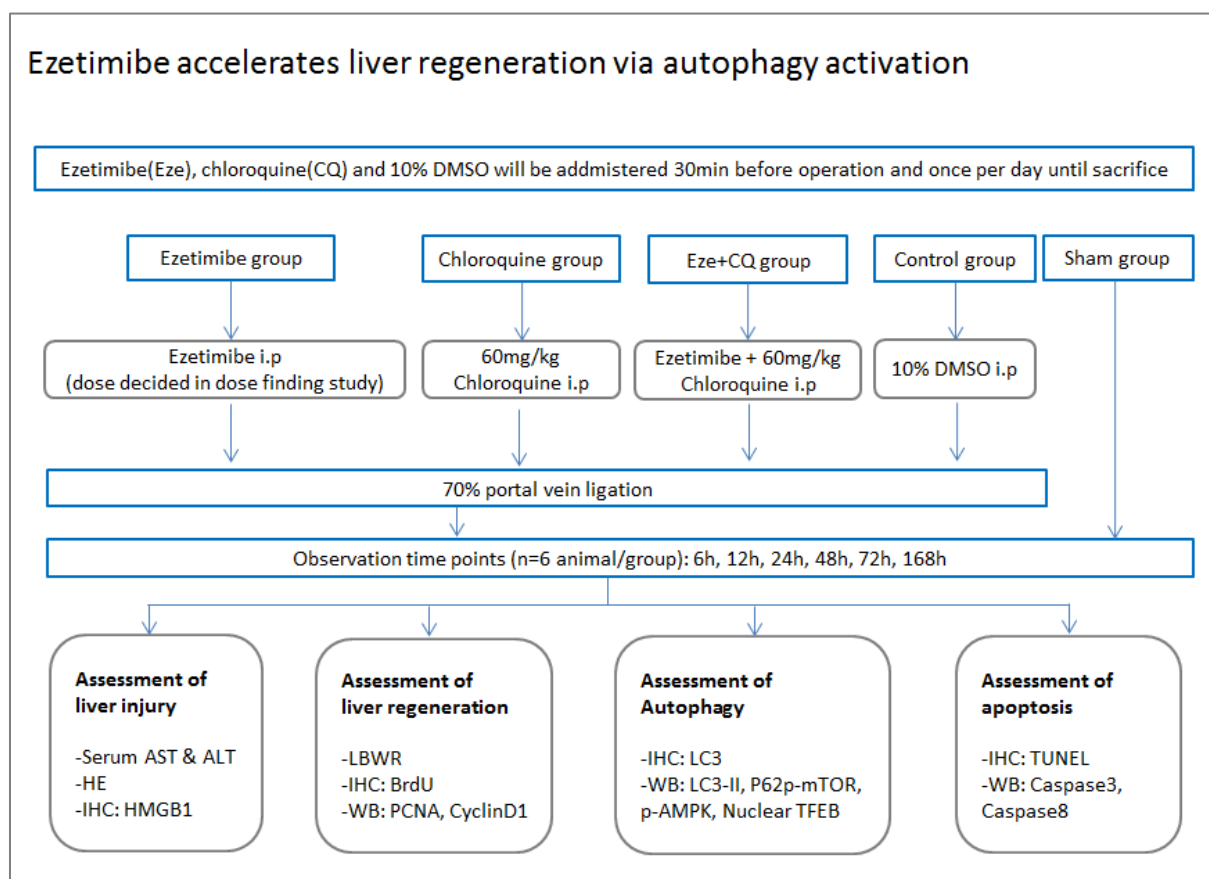 Ezetimibe accelerates liver regeneration via autophagy activation
Ezetimibe(Eze), chloroquine(CQ) and 10% DMSO will be addmistered 30min before operation and once per day until sacrifice
Ezetimibe group
Chloroquine group
Eze+CQ group
Control group
Sham group
Ezetimibe i.p
(dose decided in dose finding study)
60mg/kg
Chloroquine i.p
Ezetimibe + 60mg/kg
Chloroquine i.p
10% DMSO i.p
70% portal vein ligation
Observation time points (n=6 animal/group): 6h, 12h, 24h, 48h, 72h, 168h
Assessment of
liver injury
-Serum AST & ALT
-HE
-IHC: HMGB1
Assessment of
liver regeneration
-LBWR
-IHC: BrdU
-WB: PCNA, CyclinD1
Assessment of
Autophagy
-IHC: LC3
-WB: LC3-II, P62p-mTOR,
p-AMPK, Nuclear TFEB
Assessment of
apoptosis
-IHC: TUNEL
-WB: Caspase3,
Caspase8